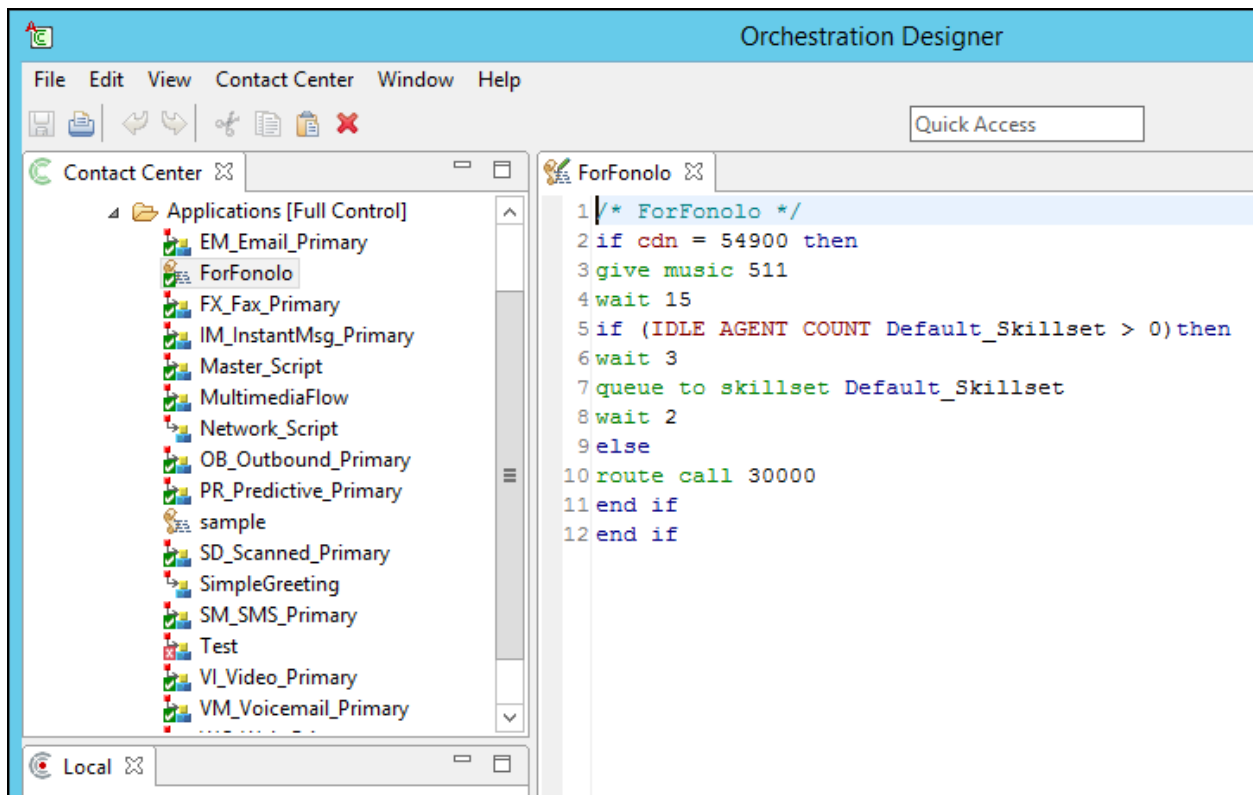 Orchestration Designer
File Edit View Contact Center Window Help
Quick Access
Contact Center
Applications [Full Control]
EM_Email_Primary
ForFonolo
FX_Fax_Primary
IM_InstantMsg_Primary
Master_Script
MultimediaFlow
Network_Script
OB_Outbound_Primary
PR_Predictive_Primary
sample
SD_Scanned_Primary
SimpleGreeting
SM_SMS_Primary
Test
VI_Video_Primary
VM_Voicemail_Primary
Local
ForFonolo
1 /* ForFonolo */
2 if cdn = 54900 then
3 give music 511
4 wait 15
5 if (IDLE AGENT COUNT Default_Skillset > 0)then
6 wait 3
7 queue to skillset Default_Skillset
8 wait 2
9 else
10 route call 30000
11 end if
12 end if